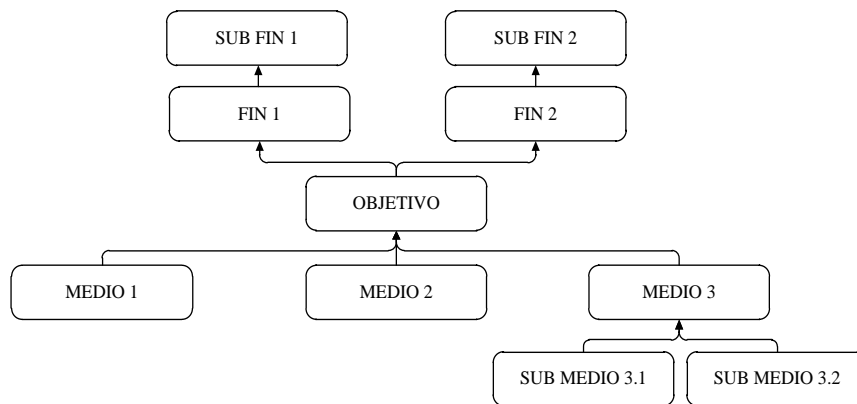 SUB FIN 1
SUB FIN 2
FIN 1
FIN 2
OBJETIVO
MEDIO 1
MEDIO 2
MEDIO 3
SUB MEDIO 3.1
SUB MEDIO 3.2